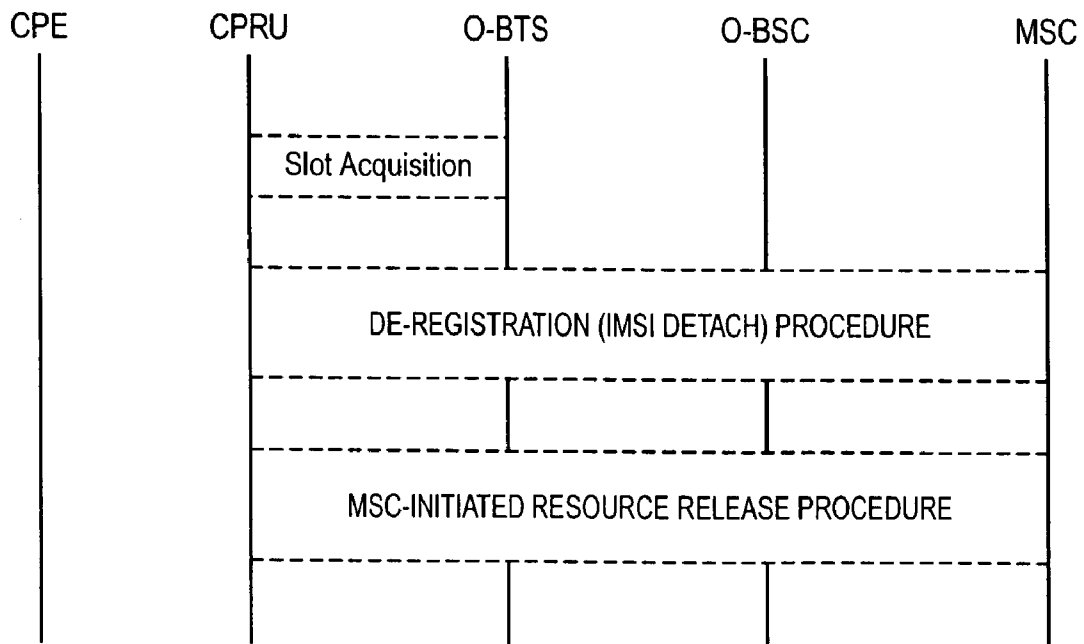 CPE CPRU O-BTS O-BSC MSC
Slot Acquisition
DE-REGISTRATION (IMSI DETACH) PROCEDURE
MSC-INITIATED RESOURCE RELEASE PROCEDURE